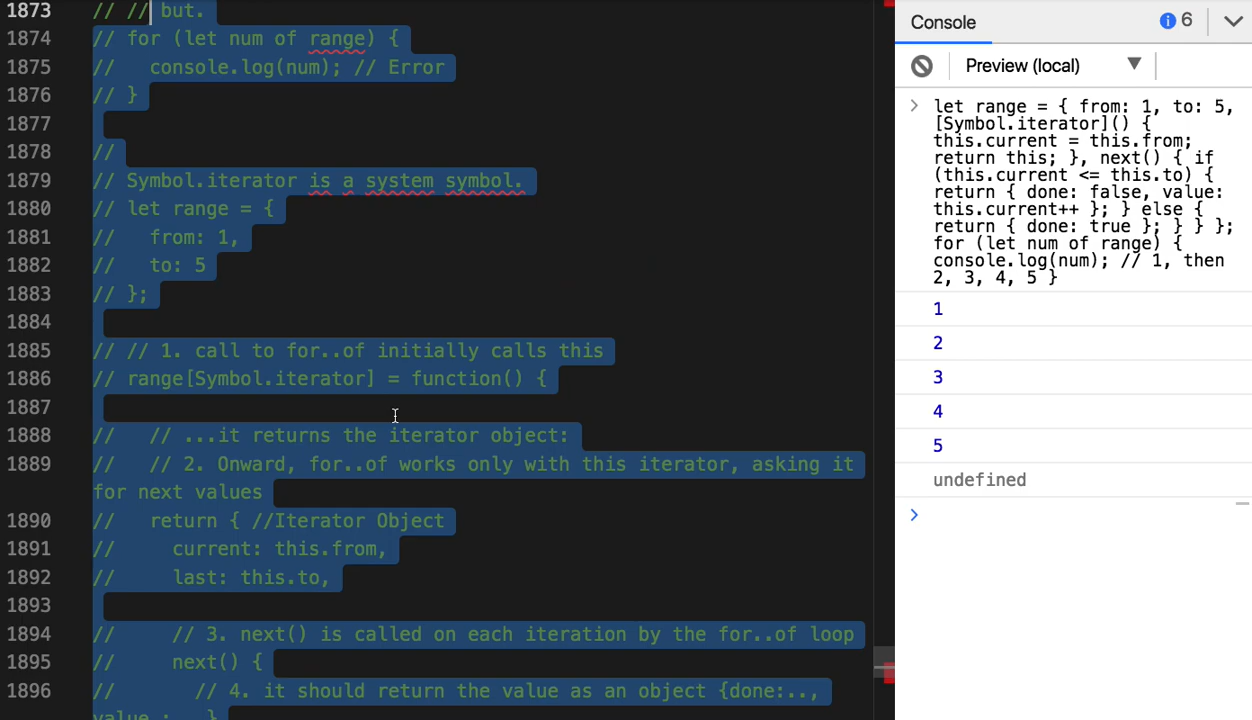 1873 // // but.
1874 // for (let num of range) {
1875 //   console.log(num); // Error
1876 // }
1877
1878 //
1879 // Symbol.iterator is a system symbol.
1880 // let range = {
1881 //   from: 1,
1882 //   to: 5
1883 // };
1884
1885 // // 1. call to for..of initially calls this
1886 // range[Symbol.iterator] = function() {
1887
1888 //   // ...it returns the iterator object:
1889 //   // 2. Onward, for..of works only with this iterator, asking it
for next values
1890 //   return { //Iterator Object
1891 //     current: this.from,
1892 //     last: this.to,
1893
1894 //     // 3. next() is called on each iteration by the for..of loop
1895 //     next() {
1896 //       // 4. it should return the value as an object {done:..,
value :...}
Console
6
Preview (local)
> let range = { from: 1, to: 5,
[Symbol.iterator]() {
this.current = this.from;
return this; }, next() { if
(this.current <= this.to) {
return { done: false, value:
this.current++ }; } else {
return { done: true }; } } };
for (let num of range) {
console.log(num); // 1, then
2, 3, 4, 5 }
1
2
3
4
5
undefined
>